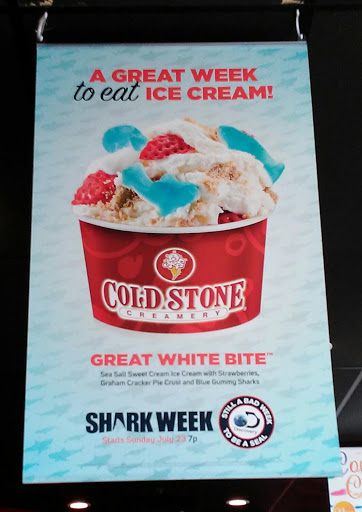 A GREAT WEEK
to eat ICE CREAM!
COLD STONE
CREAMERY
GREAT WHITE BITE™
Sea Salt Sweet Cream Ice Cream with Strawberries,
Graham Cracker Pie Crust and Blue Gummy Sharks
SHARK WEEK
Starts Sunday July 23 7p
STILL A BAD WEEK
Discovery
TO BE A SEAL